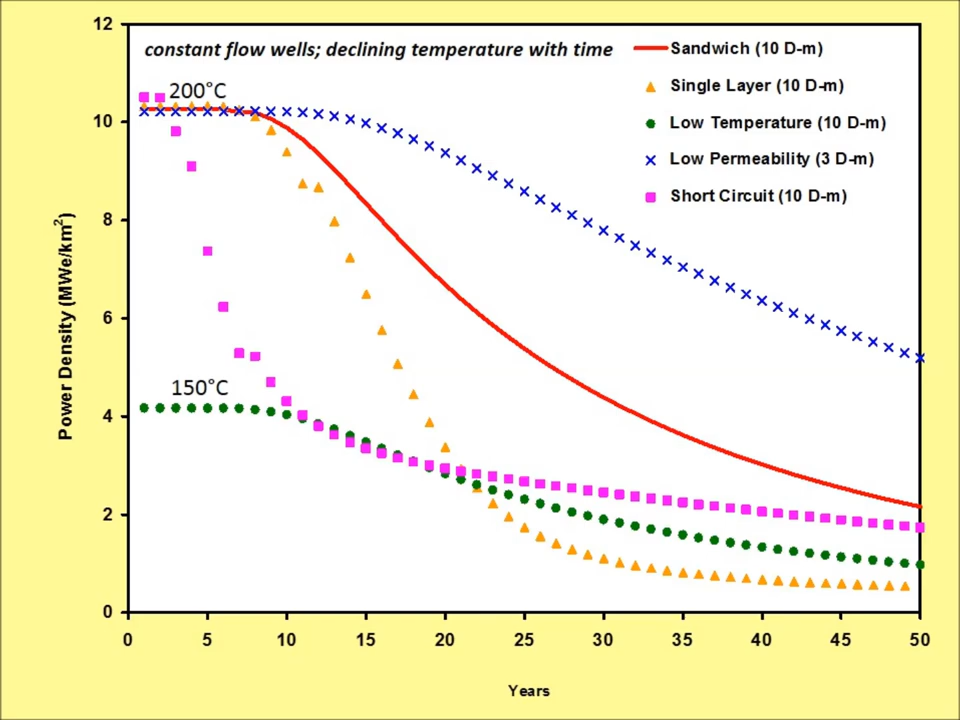 constant flow wells; declining temperature with time
Sandwich (10 D-m)
Single Layer (10 D-m)
Low Temperature (10 D-m)
Low Permeability (3 D-m)
Short Circuit (10 D-m)
200°C
150°C
Power Density (MWe/km²)
12
10
8
6
4
2
0
0 5 10 15 20 25 30 35 40 45 50
Years